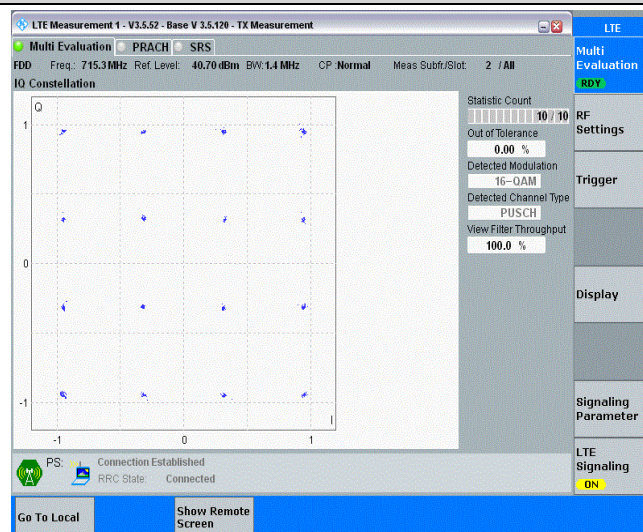 LTE Measurement 1 - V3.5.52 - Base V 3.5.120 - TX Measurement
LTE
Multi Evaluation PRACH SRS
FDD Freq.: 715.3 MHz Ref. Level: 40.70 dBm BW: 1.4 MHz CP : Normal Meas Subfr./Slot: 2 / All
IQ Constellation
Q
1
0
-1
-1 0 1
I
Statistic Count
10 / 10
Out of Tolerance
0.00 %
Detected Modulation
16-QAM
Detected Channel Type
PUSCH
View Filter Throughput
100.0 %
Multi
Evaluation
RDY
RF
Settings
Trigger
Display
Signaling
Parameter
LTE
Signaling
ON
PS: Connection Established
RRC State: Connected
Go To Local
Show Remote
Screen